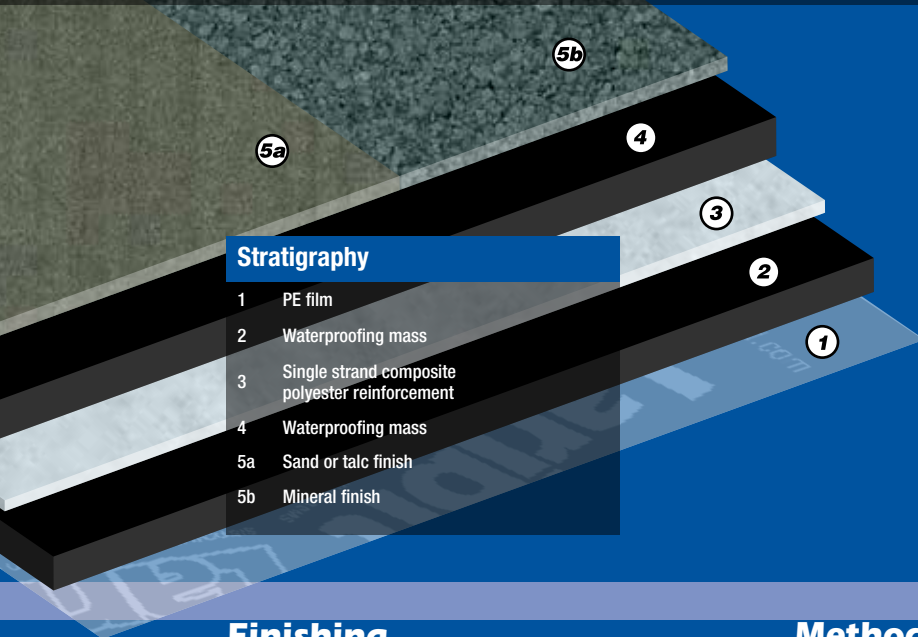 5b
4
5a
3
2
1
Stratigraphy
1 PE film
2 Waterproofing mass
3 Single strand composite
polyester reinforcement
4 Waterproofing mass
5a Sand or talc finish
5b Mineral finish
.com
Finishing